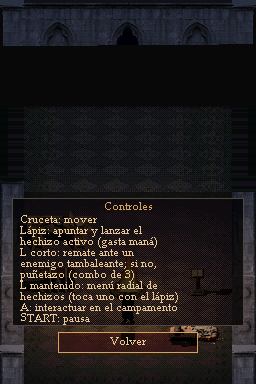 Controles
Cruceta: mover
Lápiz: apuntar y lanzar el
hechizo activo (gasta maná)
L corto: remate ante un
enemigo tambaleante; si no,
puñetazo (combo de 3)
L mantenido: menú radial de
hechizos (toca uno con el lápiz)
A: interactuar en el campamento
START: pausa
Volver